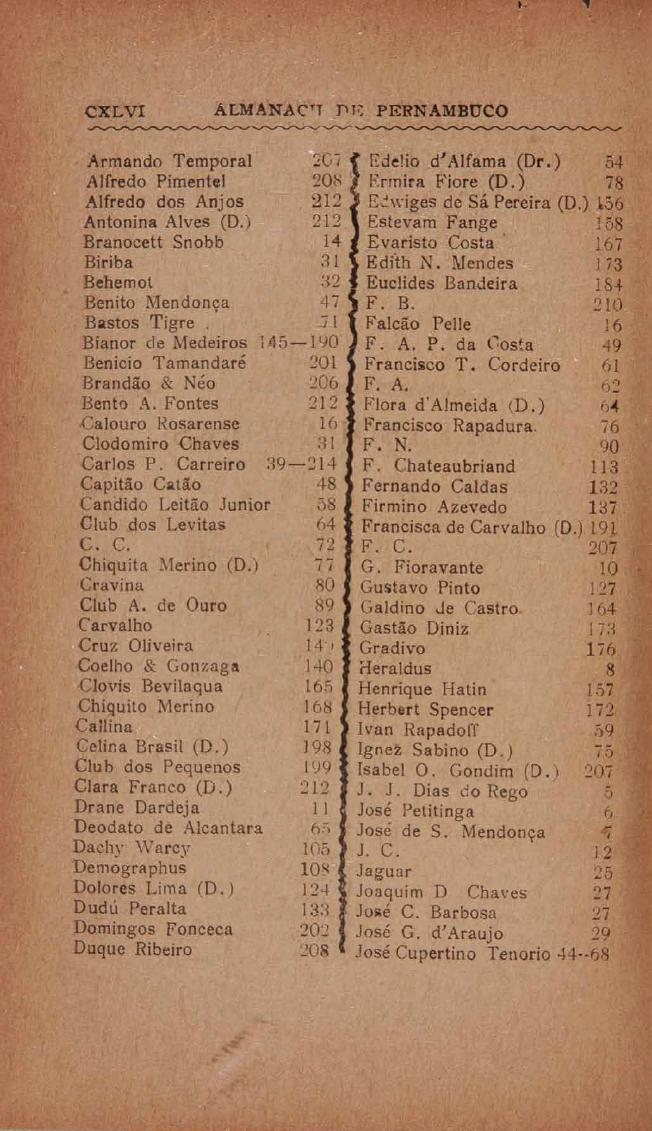 CXLVI ALMANACH DE PERNAMBUCO
Armando Temporal 207
Alfredo Pimentel 208
Alfredo dos Anjos 212
Antonina Alves (D.) 212
Branocett Snobb 14
Biriba 31
Behemot 32
Benito Mendonça 47
Bastos Tigre . 71
Bianor de Medeiros 145—190
Benicio Tamandaré 201
Brandão & Néo 206
Bento A. Fontes 212
Calouro Rosarense 16
Clodomiro Chaves 31
Carlos P. Carreiro 39—214
Capitão Catão 48
Candido Leitão Junior 58
Club dos Levitas 64
C. C. 72
Chiquita Merino (D.) 77
Cravina 80
Club A. de Ouro 89
Carvalho 123
Cruz Oliveira
Coelho & Gonzaga 140
Clovis Bevilaqua 165
Chiquito Merino 168
Callina 171
Celina Brasil (D.) 198
Club dos Pequenos 199
Clara Franco (D.) 212
Drane Dardeja 11
Deodato de Alcantara 65
Dachy Warcy 105
Demographus 108
Dolores Lima (D.) 124
Dudú Peralta 133
Domingos Fonceca 202
Duque Ribeiro 208
Edelio d'Alfama (Dr.) 54
Ermira Fiore (D.) 78
Edwiges de Sá Pereira (D.) 156
Estevam Fange 158
Evaristo Costa 167
Edith N. Mendes 173
Euclides Bandeira 184
F. B. 210
Falcão Pelle 16
F. A. P. da Costa 49
Francisco T. Cordeiro 61
F. A. 62
Flora d'Almeida (D.) 64
Francisco Rapadura. 76
F. N. 90
F. Chateaubriand 113
Fernando Caldas 132
Firmino Azevedo 137
Francisca de Carvalho (D.) 191
F. C. 207
G. Fioravante 10
Gustavo Pinto 127
Galdino de Castro. 164
Gastão Diniz 173
Gradivo 176
Heraldus 8
Henrique Hatin 157
Herbert Spencer 172
Ivan Rapadoff 59
Ignez Sabino (D.) 75
Isabel O. Gondim (D.) 207
J. J. Dias do Rego 5
José Petitinga 6
José de S. Mendonça 7
J. C. 12
Jaguar 25
Joaquim D Chaves 27
José C. Barbosa 27
José G. d'Araujo 29
José Cupertino Tenorio 44--68